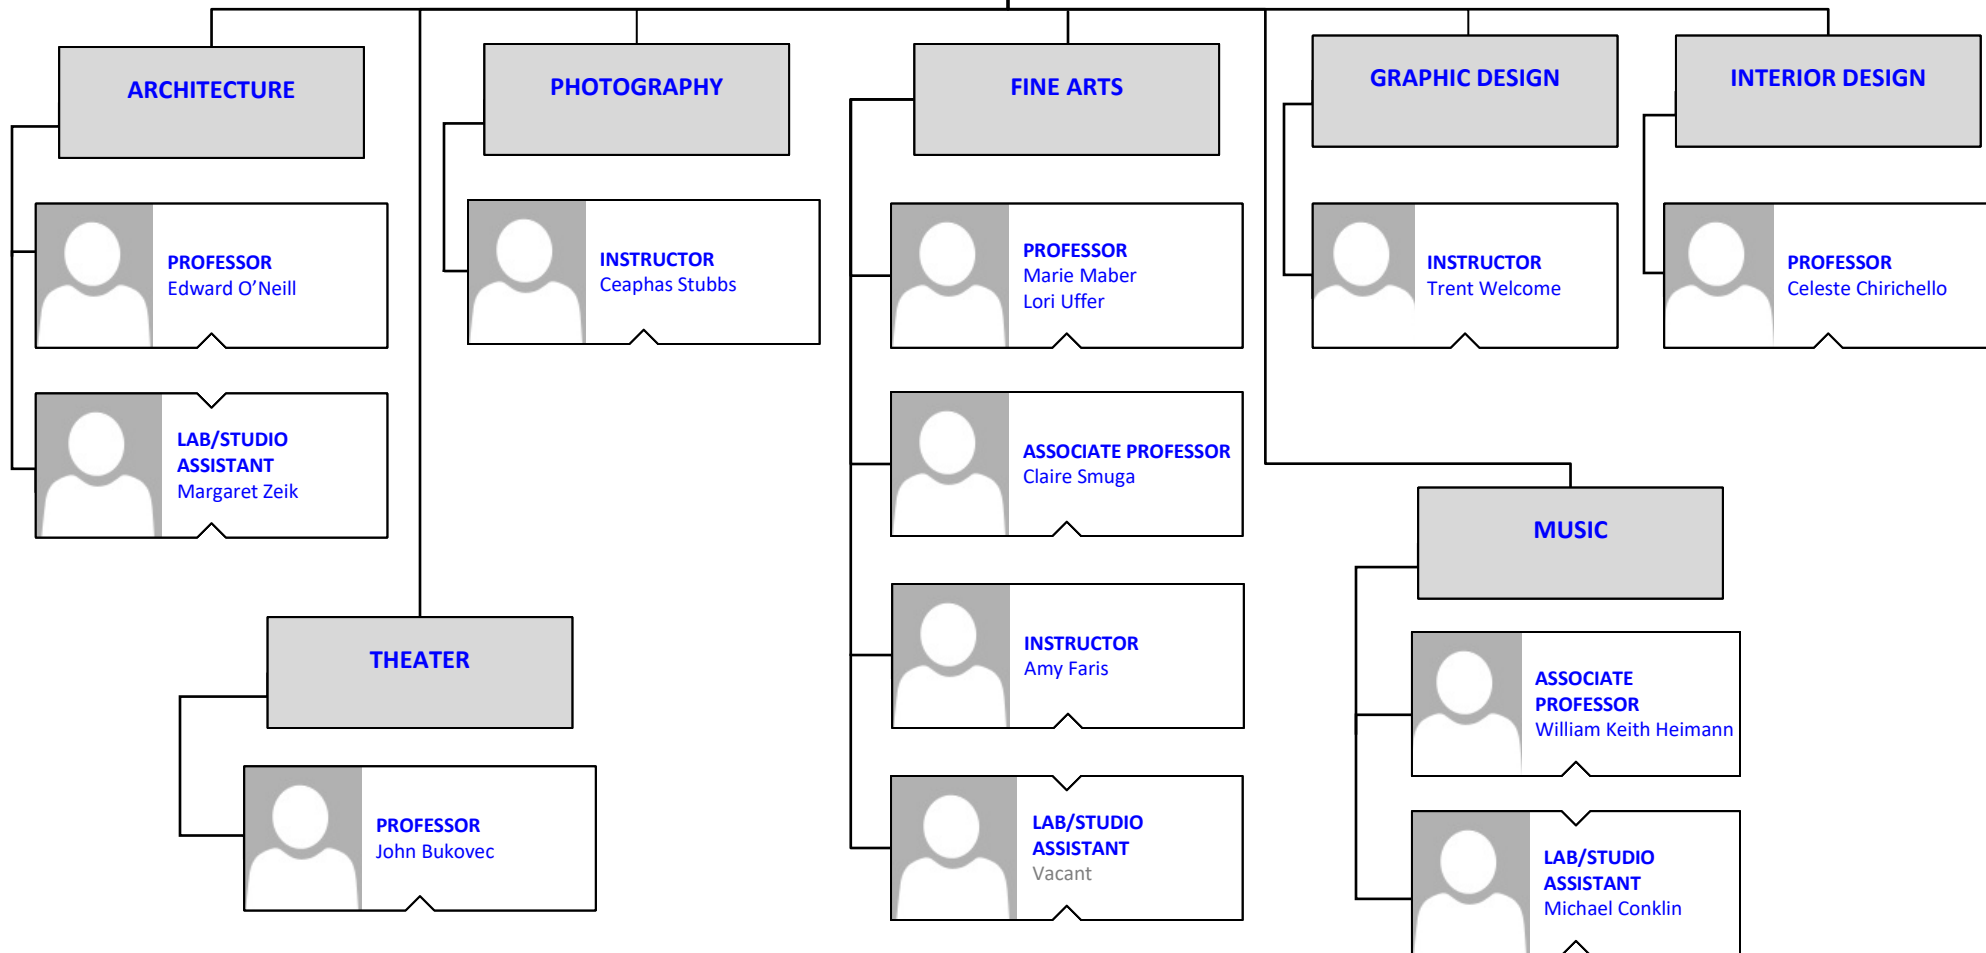 ARCHITECTURE
PHOTOGRAPHY
FINE ARTS
GRAPHIC DESIGN
INTERIOR DESIGN
PROFESSOR
Edward O’Neill
LAB/STUDIO
ASSISTANT
Margaret Zeik
INSTRUCTOR
Ceaphas Stubbs
PROFESSOR
Marie Maber
Lori Uffer
ASSOCIATE PROFESSOR
Claire Smuga
INSTRUCTOR
Amy Faris
LAB/STUDIO
ASSISTANT
Vacant
INSTRUCTOR
Trent Welcome
PROFESSOR
Celeste Chirichello
THEATER
PROFESSOR
John Bukovec
MUSIC
ASSOCIATE
PROFESSOR
William Keith Heimann
LAB/STUDIO
ASSISTANT
Michael Conklin